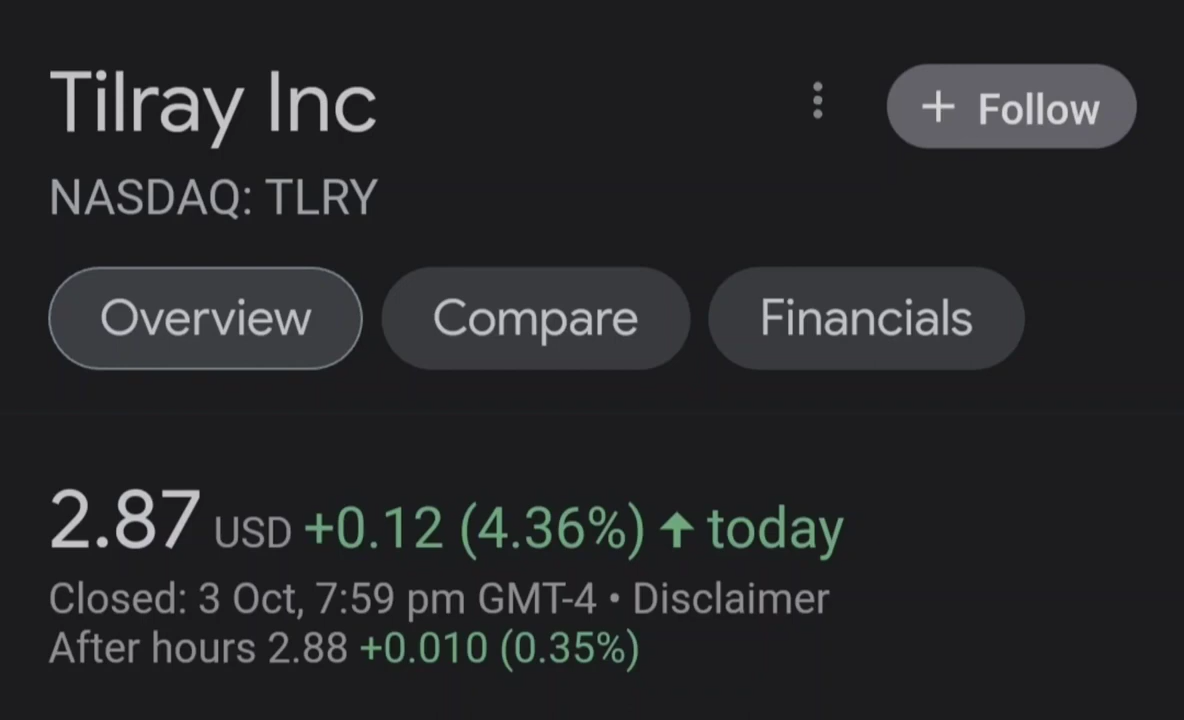 Tilray Inc
+ Follow
NASDAQ: TLRY
Overview Compare Financials
2.87 USD +0.12 (4.36%) ↑ today
Closed: 3 Oct, 7:59 pm GMT-4 • Disclaimer
After hours 2.88 +0.010 (0.35%)